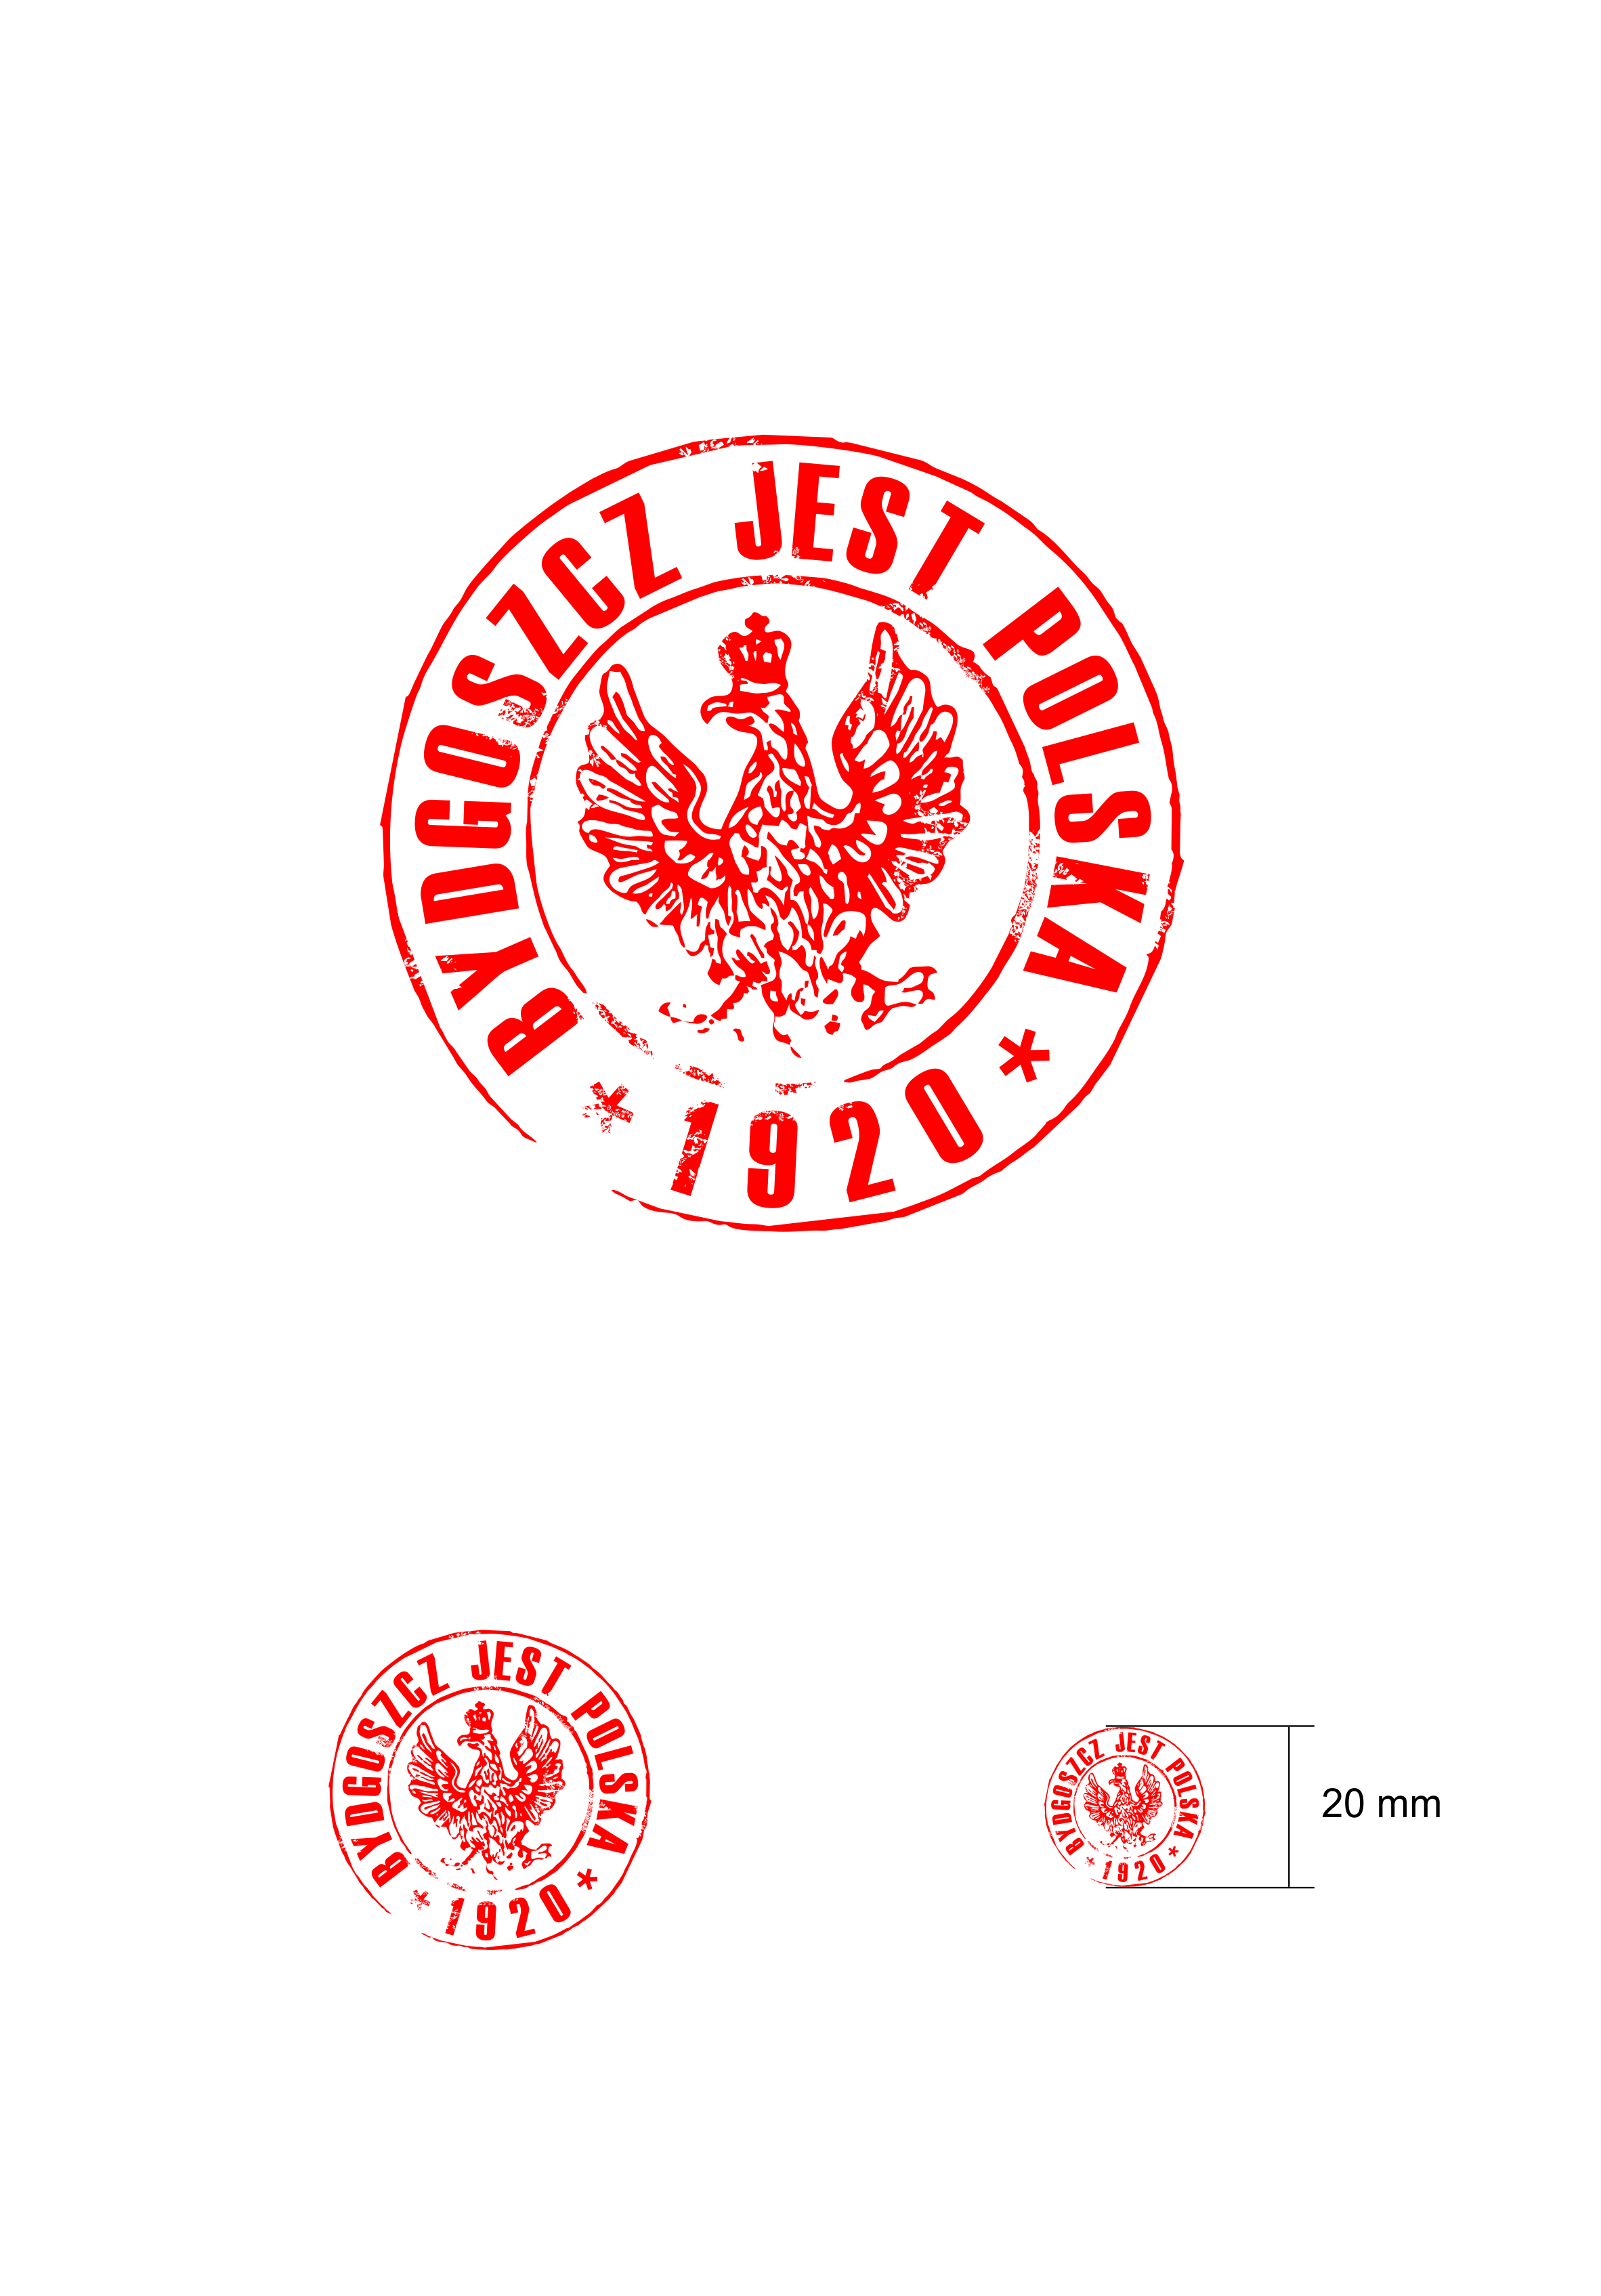 BYDGOSZCZ JEST POLSKA
* 1920 *
BYDGOSZCZ JEST POLSKA
* 1920 *
BYDGOSZCZ JEST POLSKA
* 1920 *
20 mm